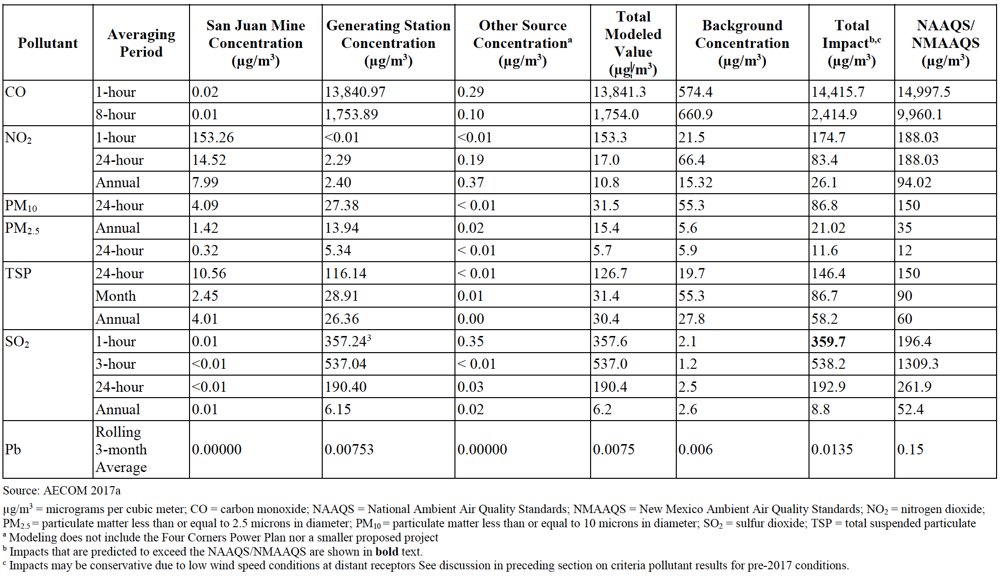 Pollutant Averaging Period San Juan Mine Concentration (µg/m³) Generating Station Concentration (µg/m³) Other Source Concentrationᵃ (µg/m³) Total Modeled Value (µg/m³) Background Concentration (µg/m³) Total Impactᵇ,ᶜ (µg/m³) NAAQS/ NMAAQS (µg/m³)
CO 1-hour 0.02 13,840.97 0.29 13,841.3 574.4 14,415.7 14,997.5
8-hour 0.01 1,753.89 0.10 1,754.0 660.9 2,414.9 9,960.1
NO₂ 1-hour 153.26 <0.01 <0.01 153.3 21.5 174.7 188.03
24-hour 14.52 2.29 0.19 17.0 66.4 83.4 188.03
Annual 7.99 2.40 0.37 10.8 15.32 26.1 94.02
PM₁₀ 24-hour 4.09 27.38 < 0.01 31.5 55.3 86.8 150
PM₂.₅ Annual 1.42 13.94 0.02 15.4 5.6 21.02 35
24-hour 0.32 5.34 < 0.01 5.7 5.9 11.6 12
TSP 24-hour 10.56 116.14 < 0.01 126.7 19.7 146.4 150
Month 2.45 28.91 0.01 31.4 55.3 86.7 90
Annual 4.01 26.36 0.00 30.4 27.8 58.2 60
SO₂ 1-hour 0.01 357.24³ 0.35 357.6 2.1 359.7 196.4
3-hour <0.01 537.04 < 0.01 537.0 1.2 538.2 1309.3
24-hour <0.01 190.40 0.03 190.4 2.5 192.9 261.9
Annual 0.01 6.15 0.02 6.2 2.6 8.8 52.4
Pb Rolling 3-month Average 0.00000 0.00753 0.00000 0.0075 0.006 0.0135 0.15
Source: AECOM 2017a
µg/m³ = micrograms per cubic meter; CO = carbon monoxide; NAAQS = National Ambient Air Quality Standards; NMAAQS = New Mexico Ambient Air Quality Standards; NO₂ = nitrogen dioxide;
PM₂.₅ = particulate matter less than or equal to 2.5 microns in diameter; PM₁₀ = particulate matter less than or equal to 10 microns in diameter; SO₂ = sulfur dioxide; TSP = total suspended particulate
ᵃ Modeling does not include the Four Corners Power Plan nor a smaller proposed project
ᵇ Impacts that are predicted to exceed the NAAQS/NMAAQS are shown in bold text.
ᶜ Impacts may be conservative due to low wind speed conditions at distant receptors See discussion in preceding section on criteria pollutant results for pre-2017 conditions.